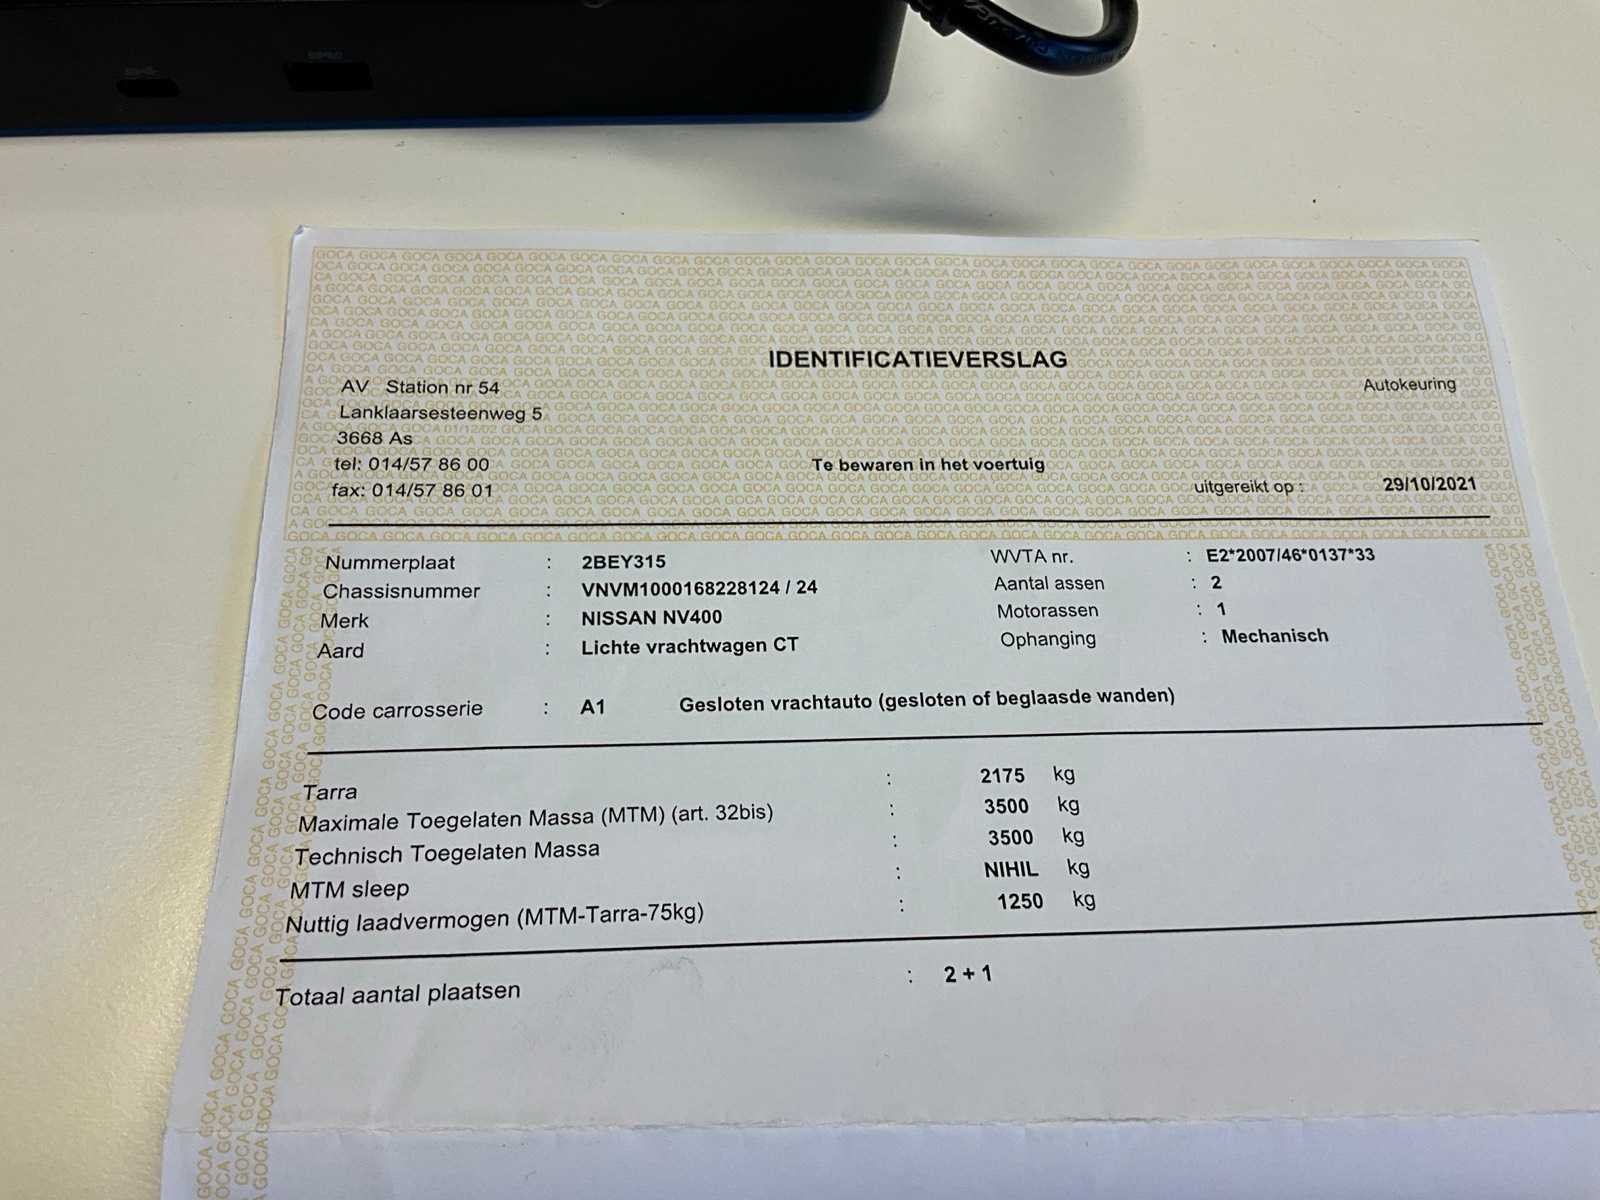 IDENTIFICATIEVERSLAG
AV Station nr 54
Autokeuring
Lanklaarsesteenweg 5
3668 As
tel: 014/57 86 00
Te bewaren in het voertuig
fax: 014/57 86 01
uitgereikt op : 29/10/2021
Nummerplaat : 2BEY315 WVTA nr. : E2*2007/46*0137*33
Chassisnummer : VNVM1000168228124 / 24 Aantal assen : 2
Merk : NISSAN NV400 Motorassen : 1
Aard : Lichte vrachtwagen CT Ophanging : Mechanisch
Code carrosserie : A1 Gesloten vrachtauto (gesloten of beglaasde wanden)
Tarra : 2175 kg
Maximale Toegelaten Massa (MTM) (art. 32bis) : 3500 kg
Technisch Toegelaten Massa : 3500 kg
MTM sleep : NIHIL kg
Nuttig laadvermogen (MTM-Tarra-75kg) : 1250 kg
Totaal aantal plaatsen : 2 + 1